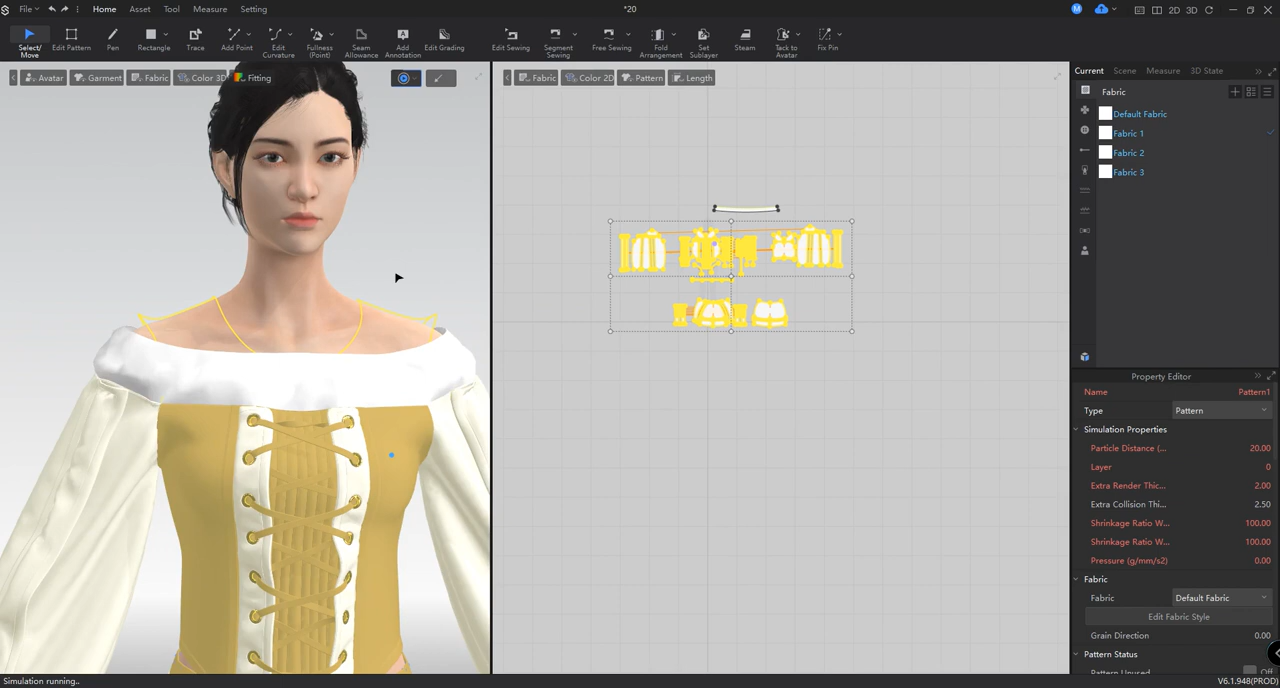 File
Home
Asset
Tool
Measure
Setting
*20
M
2D
3D
Select/
Move
Edit Pattern
Pen
Rectangle
Trace
Add Point
Edit
Curvature
Fullness
(Point)
Seam
Allowance
Add
Annotation
Edit Grading
Edit Sewing
Segment
Sewing
Free Sewing
Fold
Arrangement
Set
Sublayer
Steam
Tack to
Avatar
Fix Pin
Avatar
Garment
Fabric
Color 3D
Fitting
Fabric
Color 2D
Pattern
Length
Current
Scene
Measure
3D State
Fabric
Default Fabric
Fabric 1
Fabric 2
Fabric 3
Property Editor
Name Pattern1
Type Pattern
Simulation Properties
Particle Distance (... 20.00
Layer 0
Extra Render Thic... 2.00
Extra Collision Thi... 2.50
Shrinkage Ratio W... 100.00
Shrinkage Ratio W... 100.00
Pressure (g/mm/s2) 0.00
Fabric
Fabric Default Fabric
Edit Fabric Style
Grain Direction 0.00
Pattern Status
Pattern Unused Off
Simulation running..
V6.1.948(PROD)